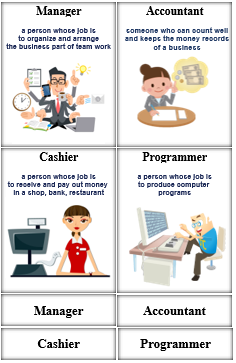 Manager
a person whose job is
to organize and arrange
the business part of team work
Accountant
someone who can count well
and keeps the money records
of a business
Cashier
a person whose job is
to receive and pay out money
in a shop, bank, restaurant
Programmer
a person whose job is
to produce computer
programs
Manager
Accountant
Cashier
Programmer